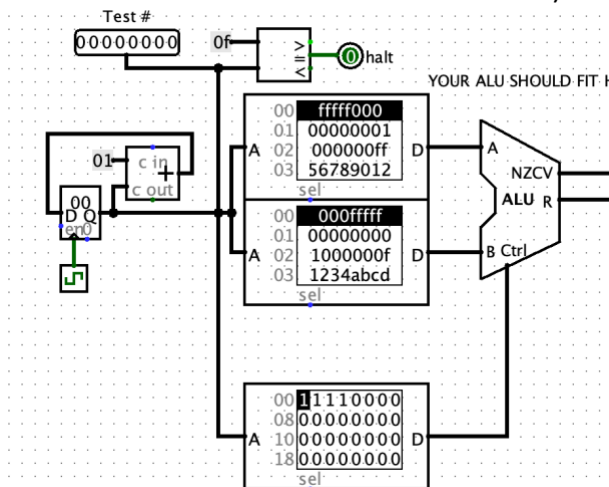 Test #
00000000
0f
> = <
0 halt
YOUR ALU SHOULD FIT
01 c in + c out
00
D Q
en 0
A
00 fffff000
01 00000001
02 000000ff
03 56789012
D
sel
A
00 000fffff
01 00000000
02 1000000f
03 1234abcd
D
sel
A
NZCV
ALU R
B Ctrl
A
00 11110000
08 00000000
10 00000000
18 00000000
D
sel